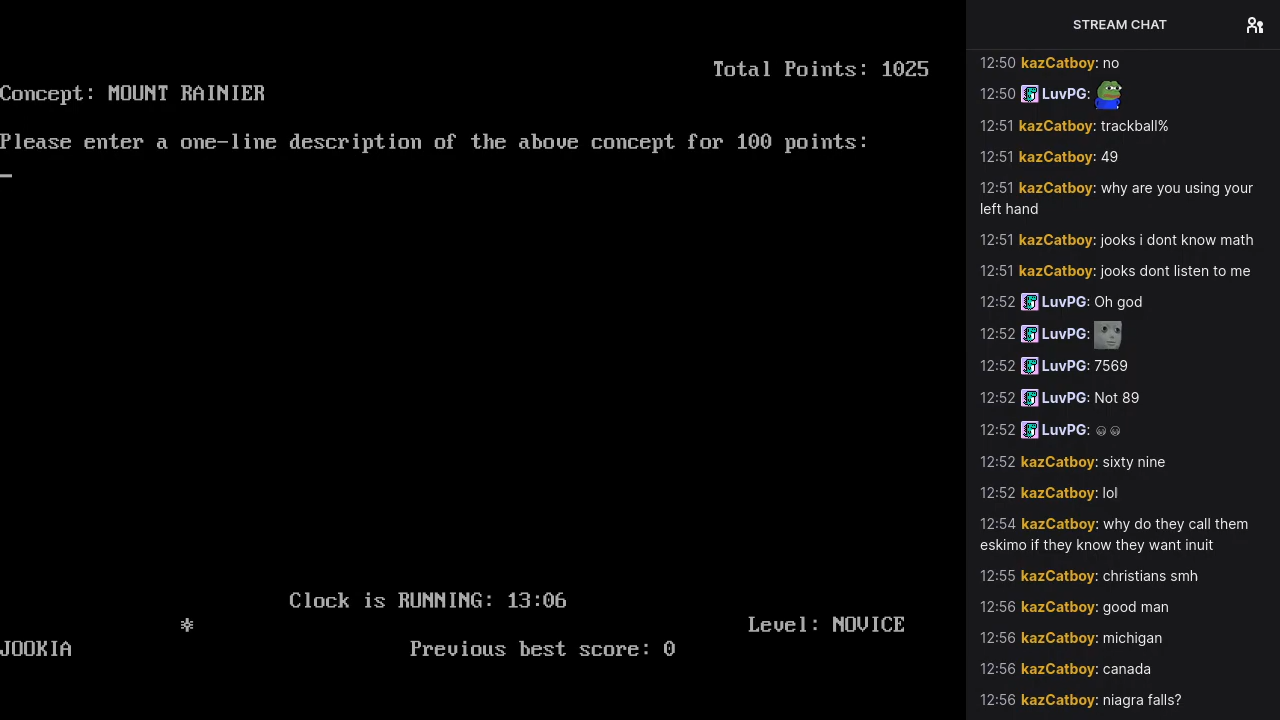 Total Points: 1025
Concept: MOUNT RAINIER
Please enter a one-line description of the above concept for 100 points:
Clock is RUNNING: 13:06
*
Level: NOVICE
JOOKIA
Previous best score: 0
STREAM CHAT
12:50 kazCatboy: no
12:50 LuvPG:
12:51 kazCatboy: trackball%
12:51 kazCatboy: 49
12:51 kazCatboy: why are you using your
left hand
12:51 kazCatboy: jooks i dont know math
12:51 kazCatboy: jooks dont listen to me
12:52 LuvPG: Oh god
12:52 LuvPG:
12:52 LuvPG: 7569
12:52 LuvPG: Not 89
12:52 LuvPG:
12:52 kazCatboy: sixty nine
12:52 kazCatboy: lol
12:54 kazCatboy: why do they call them
eskimo if they know they want inuit
12:55 kazCatboy: christians smh
12:56 kazCatboy: good man
12:56 kazCatboy: michigan
12:56 kazCatboy: canada
12:56 kazCatboy: niagra falls?